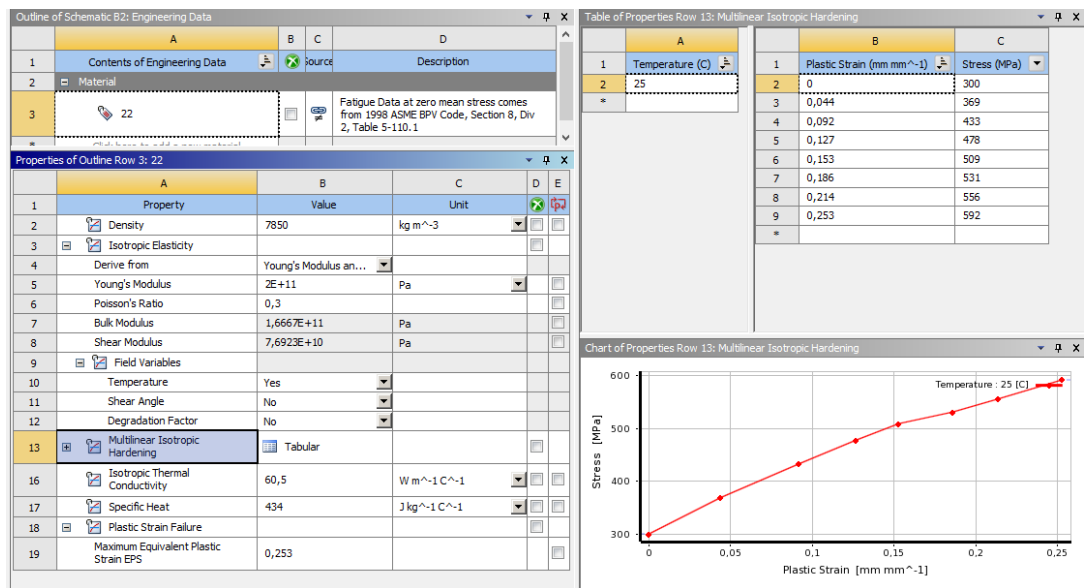 Outline of Schematic B2: Engineering Data
A B C D
1 Contents of Engineering Data Source Description
2 Material
3 22 Fatigue Data at zero mean stress comes
from 1998 ASME BPV Code, Section 8, Div
2, Table 5-110.1
* Click here to add a new material
Properties of Outline Row 3: 22
A B C D E
1 Property Value Unit
2 Density 7850 kg m^-3
3 Isotropic Elasticity
4 Derive from Young's Modulus an...
5 Young's Modulus 2E+11 Pa
6 Poisson's Ratio 0,3
7 Bulk Modulus 1,6667E+11 Pa
8 Shear Modulus 7,6923E+10 Pa
9 Field Variables
10 Temperature Yes
11 Shear Angle No
12 Degradation Factor No
13 Multilinear Isotropic
Hardening Tabular
16 Isotropic Thermal
Conductivity 60,5 W m^-1 C^-1
17 Specific Heat 434 J kg^-1 C^-1
18 Plastic Strain Failure
19 Maximum Equivalent Plastic
Strain EPS 0,253
Table of Properties Row 13: Multilinear Isotropic Hardening
A
1 Temperature (C)
2 25
*
B C
1 Plastic Strain (mm mm^-1) Stress (MPa)
2 0 300
3 0,044 369
4 0,092 433
5 0,127 478
6 0,153 509
7 0,186 531
8 0,214 556
9 0,253 592
*
Chart of Properties Row 13: Multilinear Isotropic Hardening
Temperature : 25 [C]
600
500
400
300
Stress [MPa]
0 0,05 0,1 0,15 0,2 0,25
Plastic Strain [mm mm^-1]